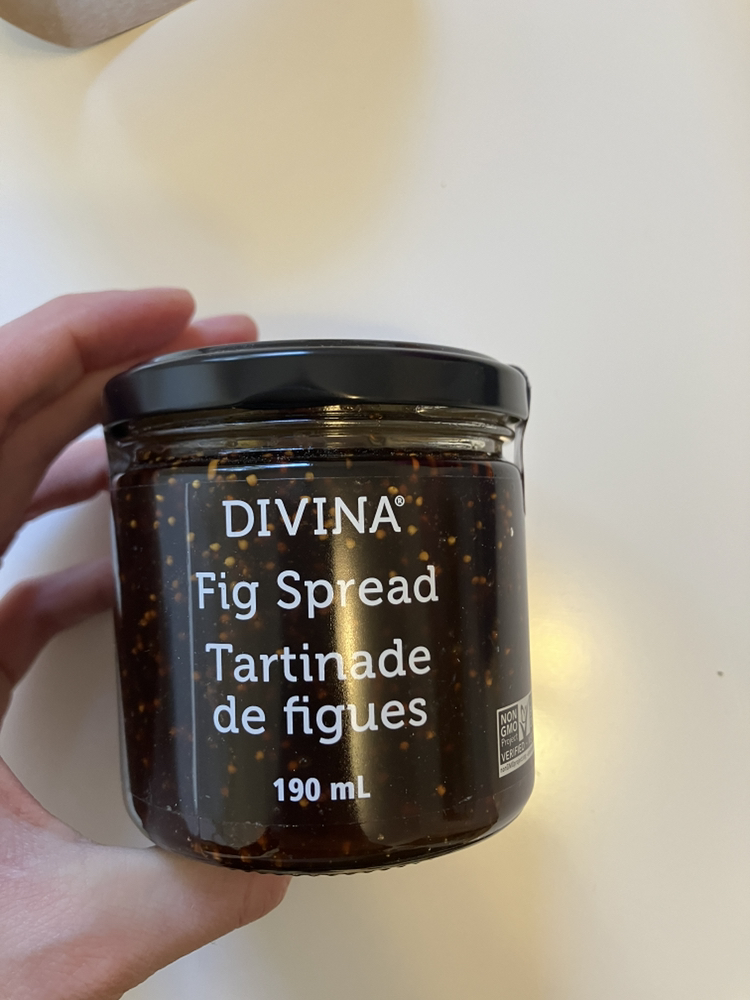 DIVINA®
Fig Spread
Tartinade
de figues
190 mL
NON
GMO
Project
VERIFIED